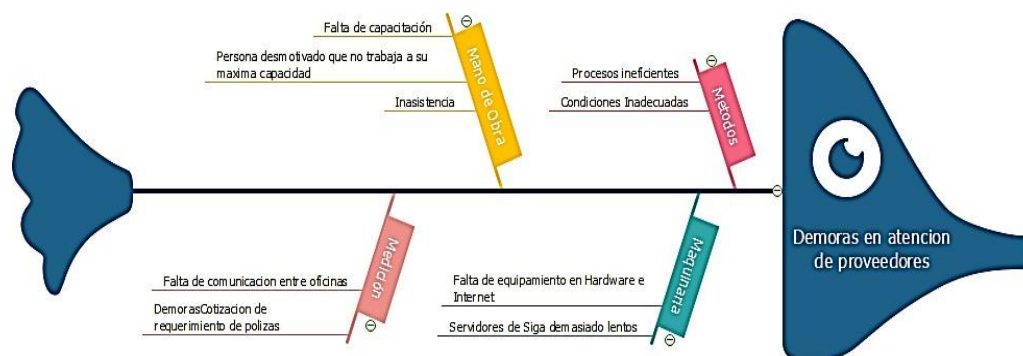 Falta de capacitación
Persona desmotivado que no trabaja a su
maxima capacidad
Inasistencia
Mano de Obra
Procesos ineficientes
Condiciones Inadecuadas
Metodos
Falta de comunicacion entre oficinas
DemorasCotizacion de
requerimiento de polizas
Medición
Falta de equipamiento en Hardware e
Internet
Servidores de Siga demasiado lentos
Maquinaria
Demoras en atencion
de proveedores